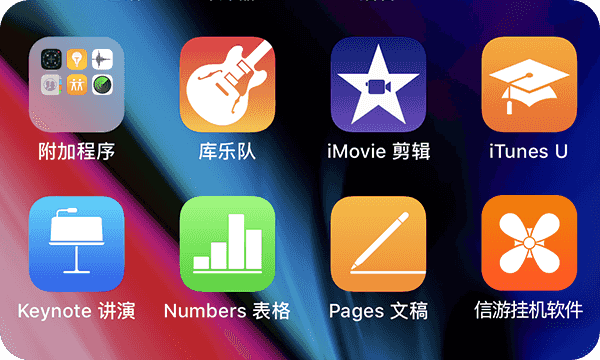 附加程序
库乐队
iMovie 剪辑
iTunes U
Keynote 讲演
Numbers 表格
Pages 文稿
信游挂机软件